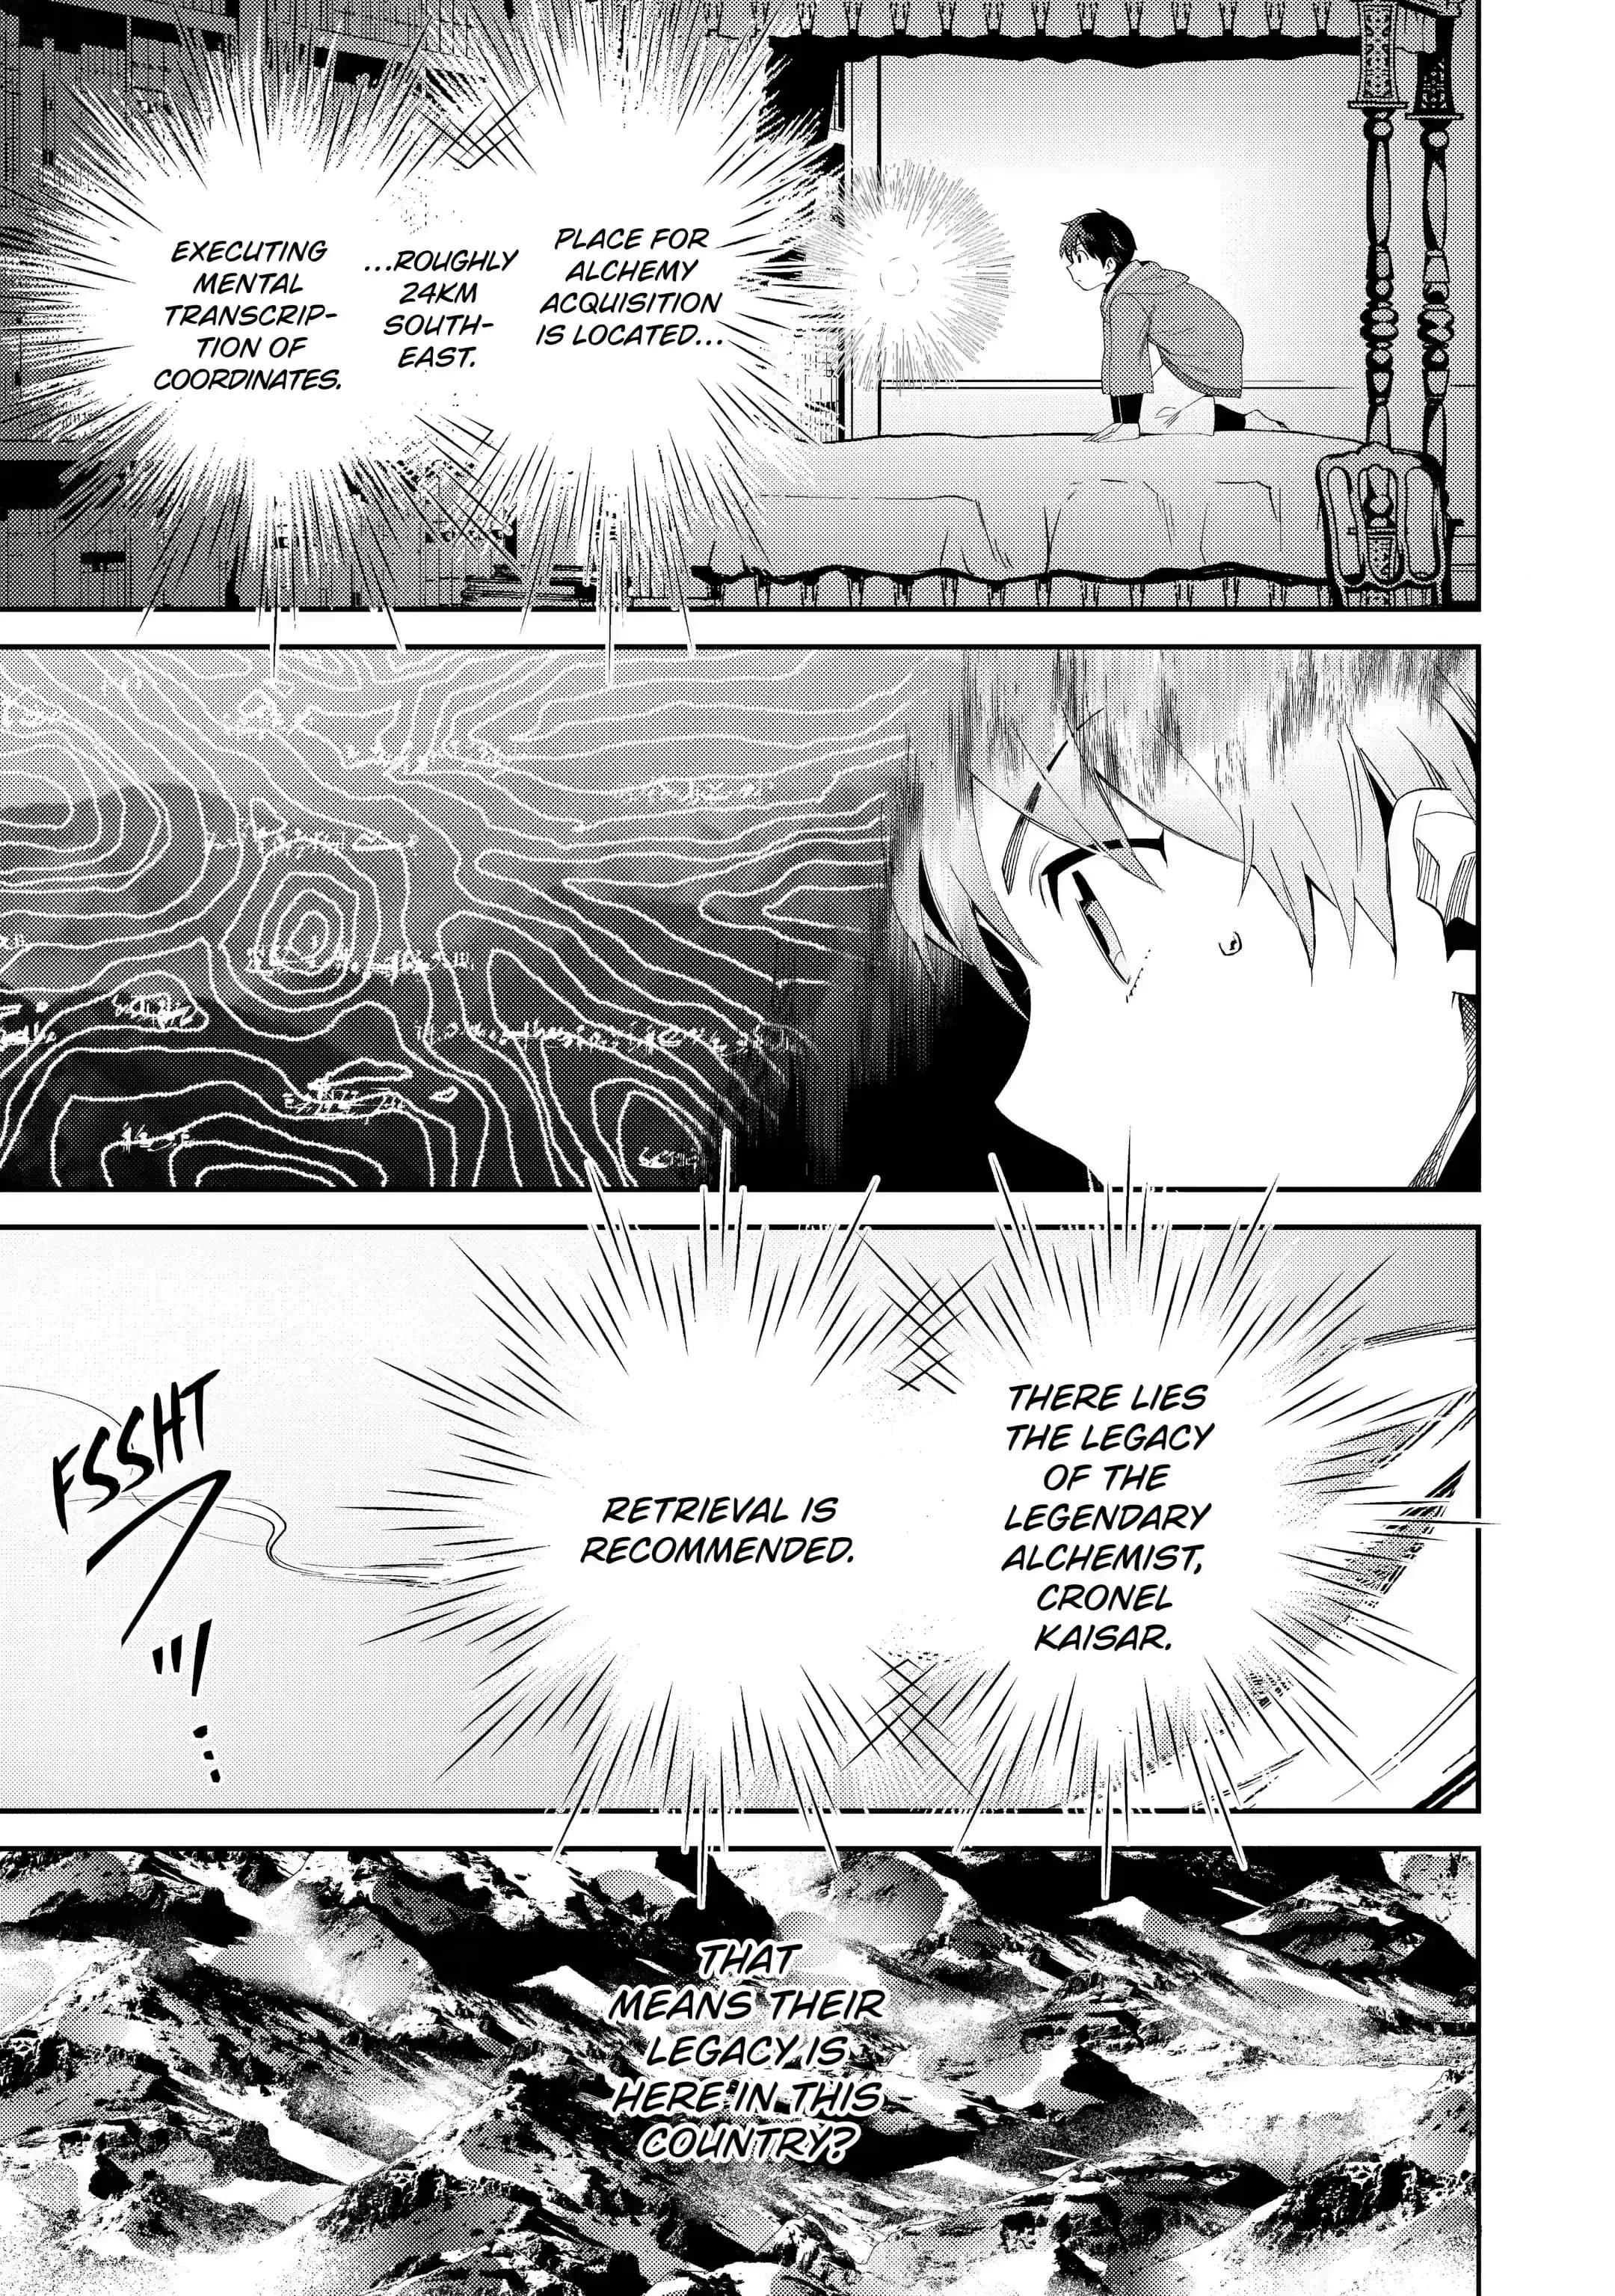 PLACE FOR
ALCHEMY
ACQUISITION
IS LOCATED...
...ROUGHLY
24KM
SOUTH-
EAST.
EXECUTING
MENTAL
TRANSCRIP-
TION OF
COORDINATES.
THERE LIES
THE LEGACY
OF THE
LEGENDARY
ALCHEMIST,
CRONEL
KAISAR.
RETRIEVAL IS
RECOMMENDED.
FSSHT
フッ…
THAT
MEANS THEIR
LEGACY IS
HERE IN THIS
COUNTRY?